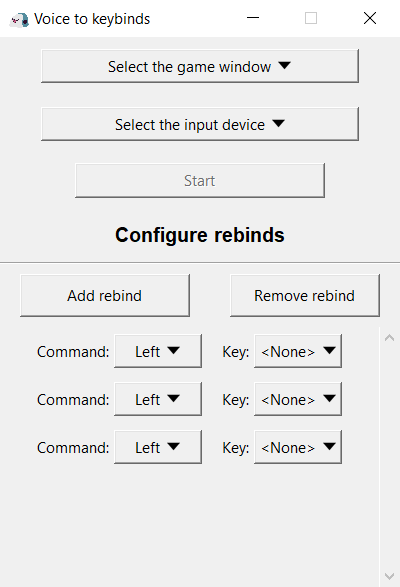 Voice to keybinds
Select the game window
Select the input device
Start
Configure rebinds
Add rebind Remove rebind
Command: Left Key: <None>
Command: Left Key: <None>
Command: Left Key: <None>